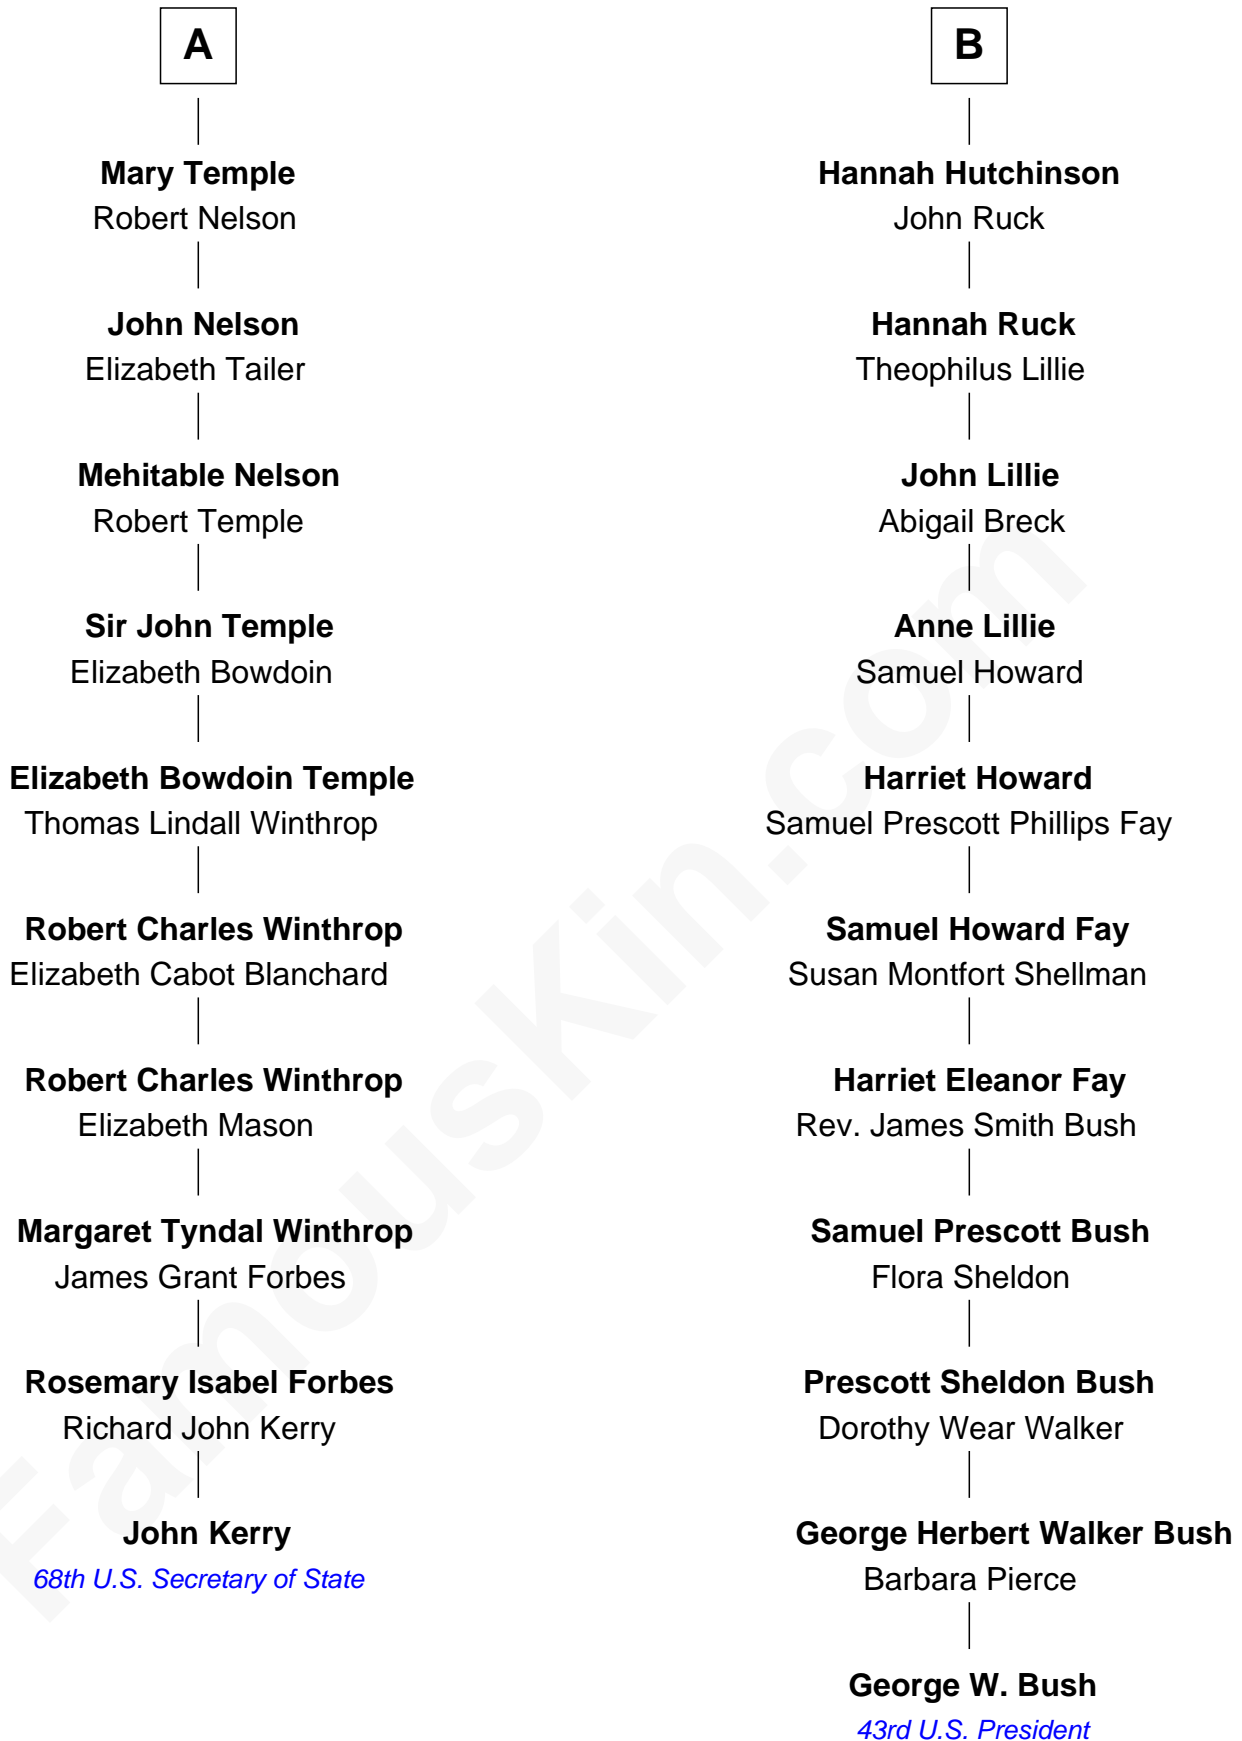 A
Mary Temple
Robert Nelson
John Nelson
Elizabeth Tailer
Mehitable Nelson
Robert Temple
Sir John Temple
Elizabeth Bowdoin
Elizabeth Bowdoin Temple
Thomas Lindall Winthrop
Robert Charles Winthrop
Elizabeth Cabot Blanchard
Robert Charles Winthrop
Elizabeth Mason
Margaret Tyndal Winthrop
James Grant Forbes
Rosemary Isabel Forbes
Richard John Kerry
John Kerry
68th U.S. Secretary of State
B
Hannah Hutchinson
John Ruck
Hannah Ruck
Theophilus Lillie
John Lillie
Abigail Breck
Anne Lillie
Samuel Howard
Harriet Howard
Samuel Prescott Phillips Fay
Samuel Howard Fay
Susan Montfort Shellman
Harriet Eleanor Fay
Rev. James Smith Bush
Samuel Prescott Bush
Flora Sheldon
Prescott Sheldon Bush
Dorothy Wear Walker
George Herbert Walker Bush
Barbara Pierce
George W. Bush
43rd U.S. President
FamousKin.com